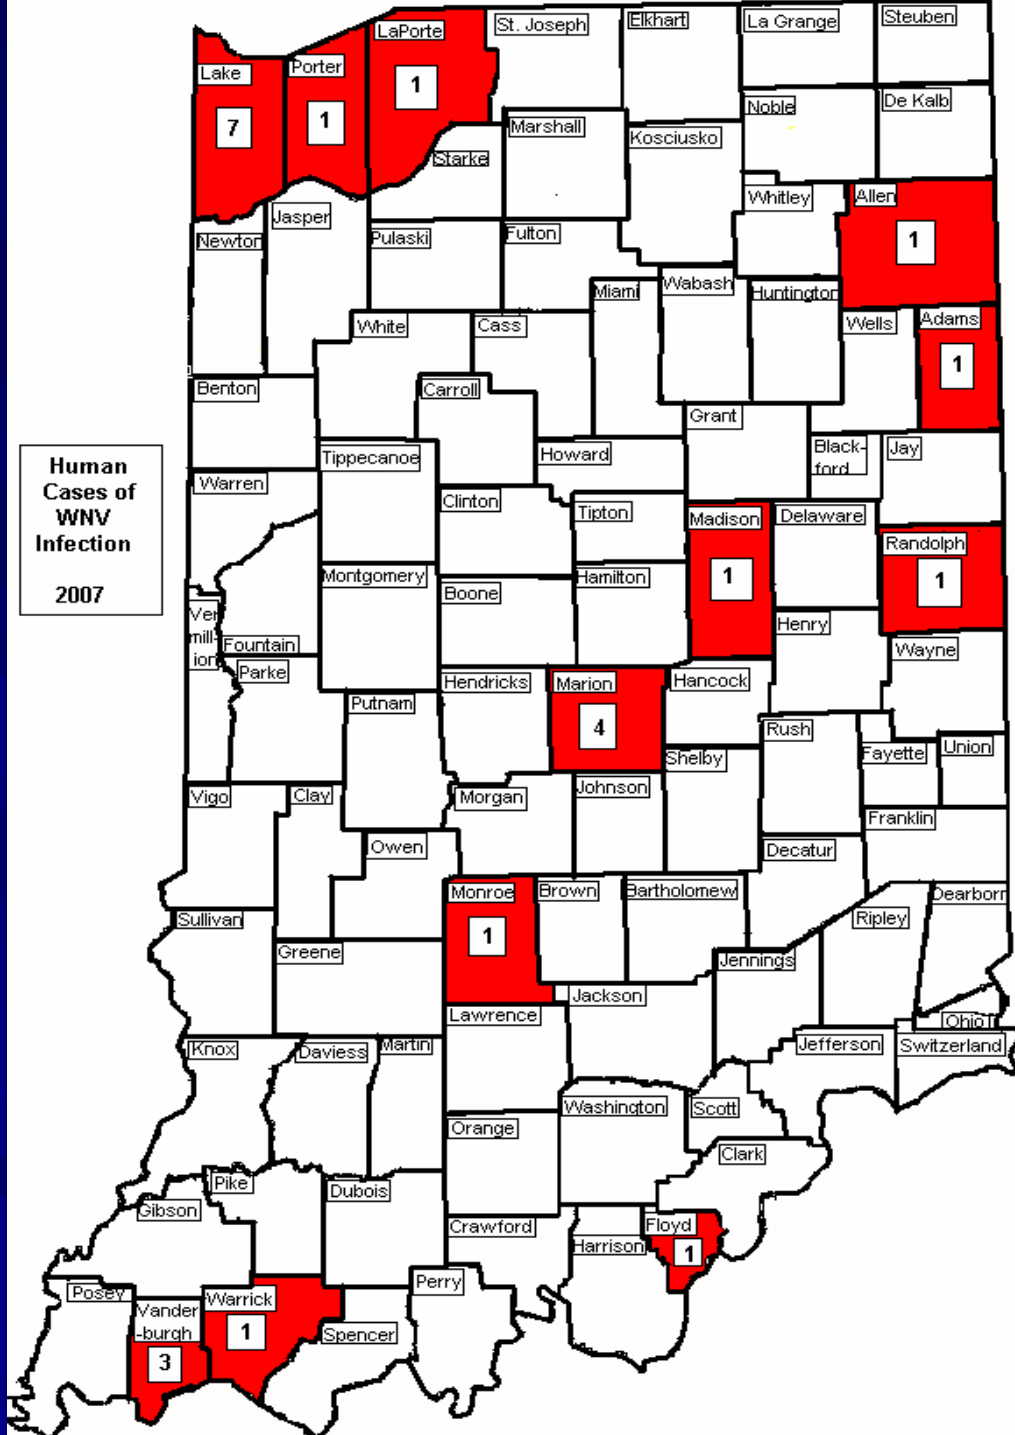 St. Joseph
Elkhart
La Grange
Steuben
LaPorte
1
Lake
7
Porter
1
Noble
De Kalb
Marshall
Kosciusko
Starke
Whitley
Allen
1
Jasper
Newton
Pulaski
Fulton
Miami
Wabash
Huntington
White
Cass
Wells
Adams
1
Benton
Carroll
Grant
Tippecanoe
Howard
Black-
ford
Jay
Human
Cases of
WNV
Infection
2007
Warren
Clinton
Tipton
Madison
1
Delaware
Randolph
1
Montgomery
Boone
Hamilton
Ver
mill-
ion
Fountain
Henry
Wayne
Parke
Hendricks
Marion
4
Hancock
Putnam
Rush
Fayette
Union
Shelby
Vigo
Clay
Morgan
Johnson
Franklin
Owen
Decatur
Monroe
1
Brown
Bartholomew
Dearborn
Ripley
Sullivan
Greene
Jennings
Jackson
Lawrence
Ohio
Knox
Daviess
Martin
Jefferson
Switzerland
Washington
Scott
Orange
Clark
Pike
Dubois
Gibson
Crawford
Floyd
1
Harrison
Posey
Vander
-burgh
3
Warrick
1
Perry
Spencer